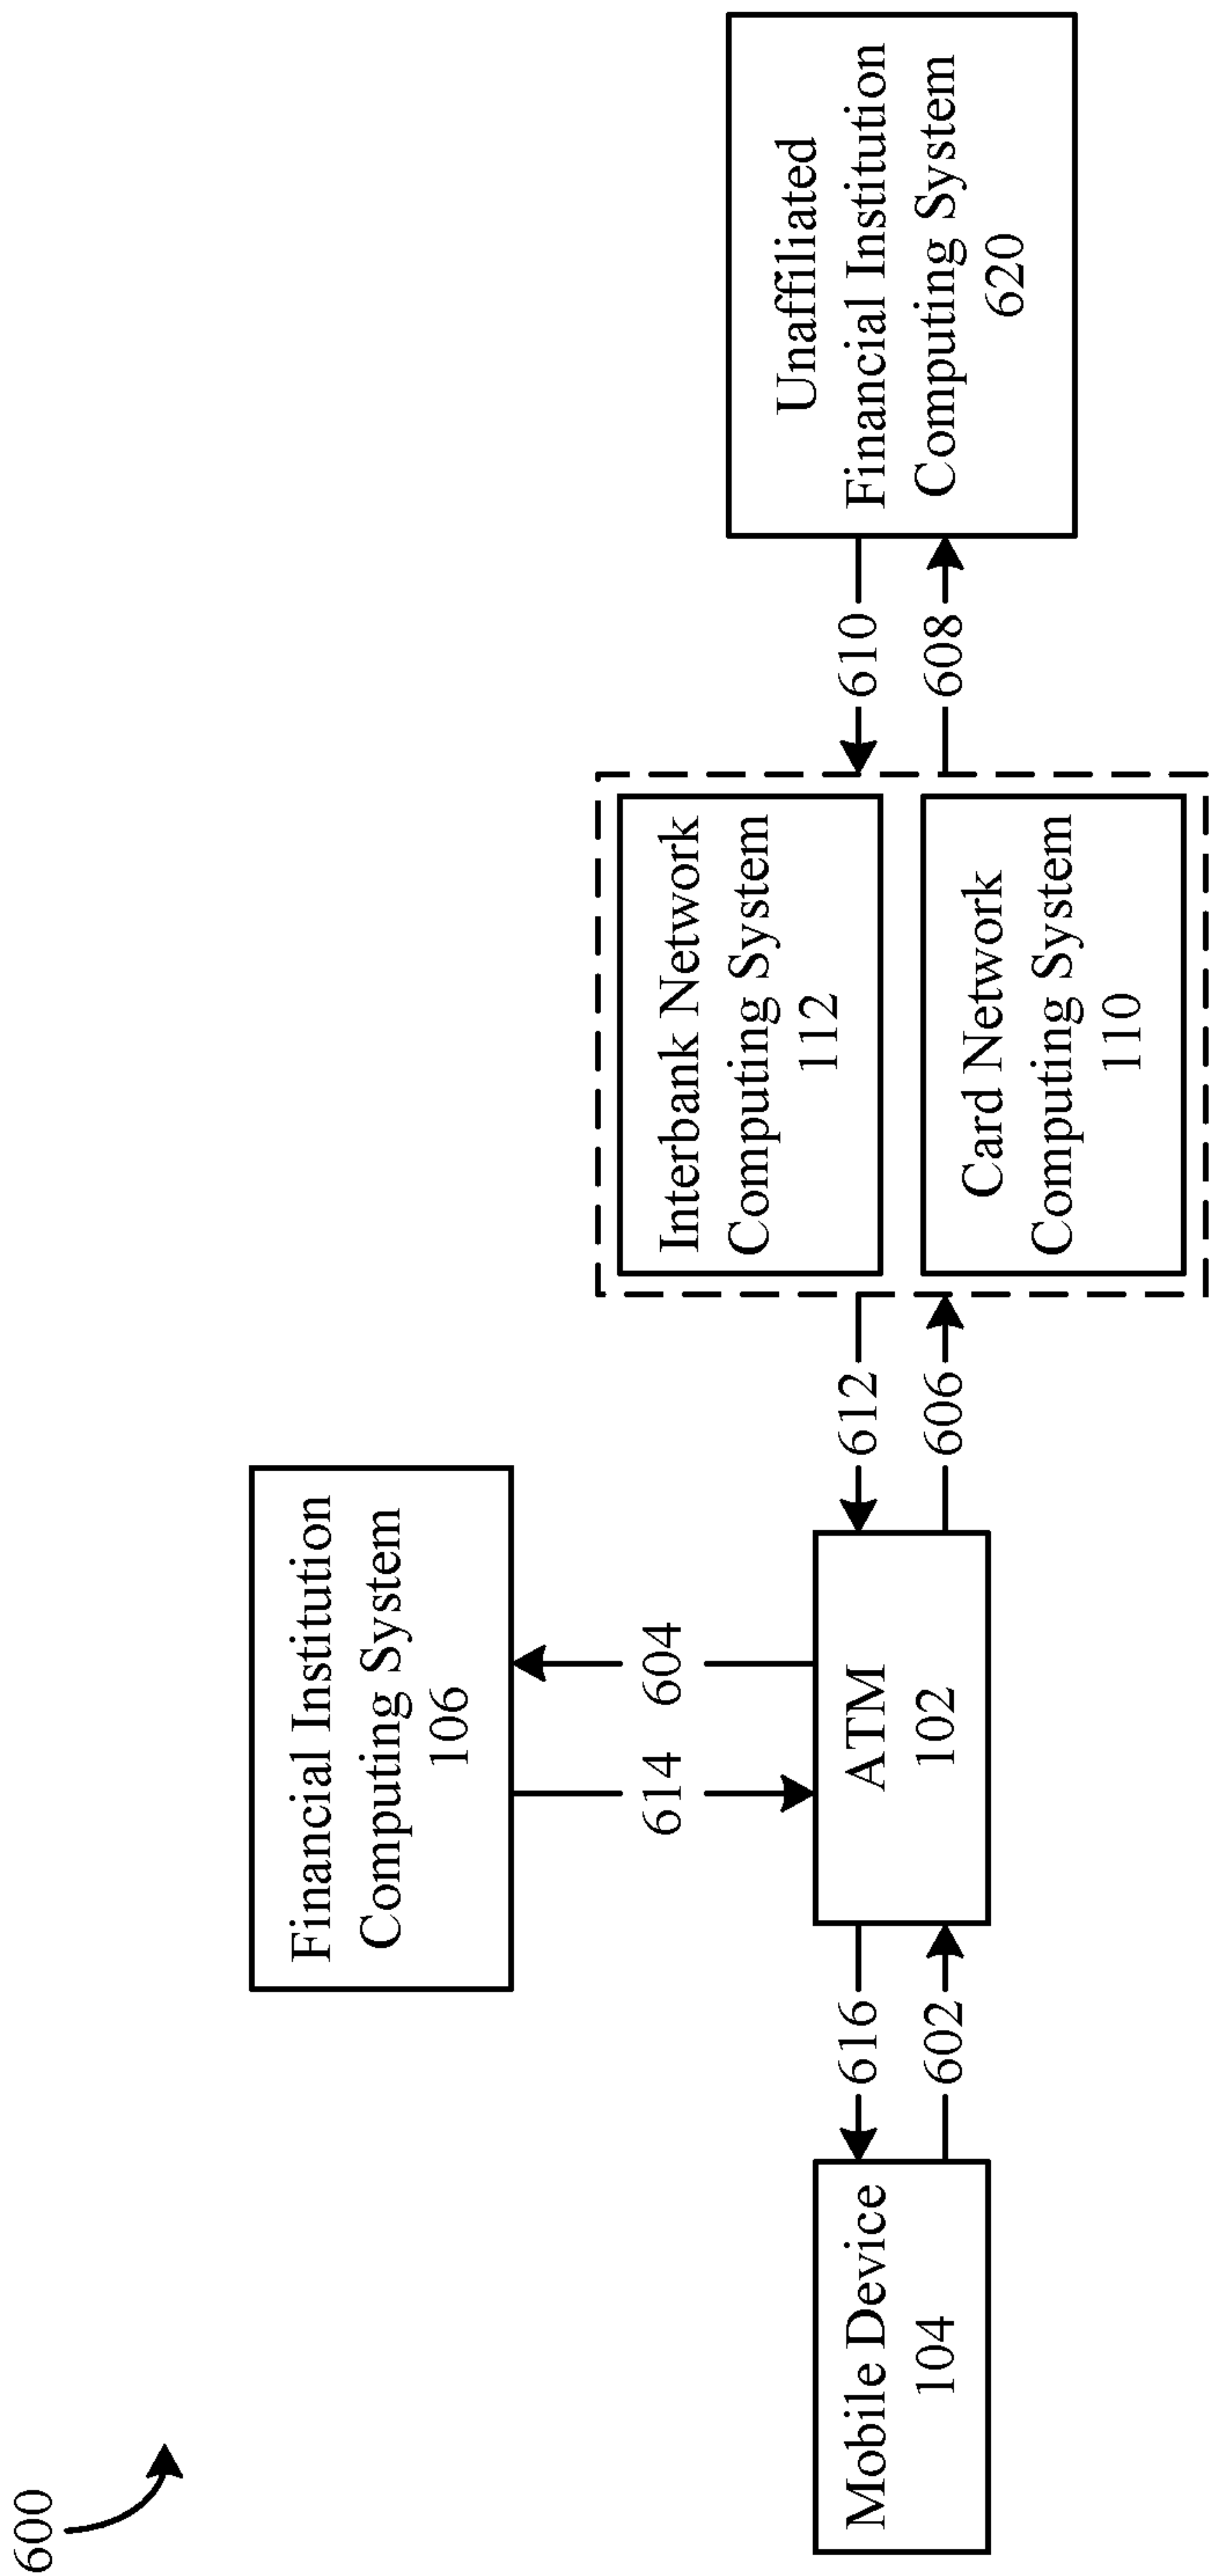 600
Financial Institution
Computing System
106
614
604
Mobile Device
104
616
602
ATM
102
612
606
Interbank Network
Computing System
112
Card Network
Computing System
110
610
608
Unaffiliated
Financial Institution
Computing System
620